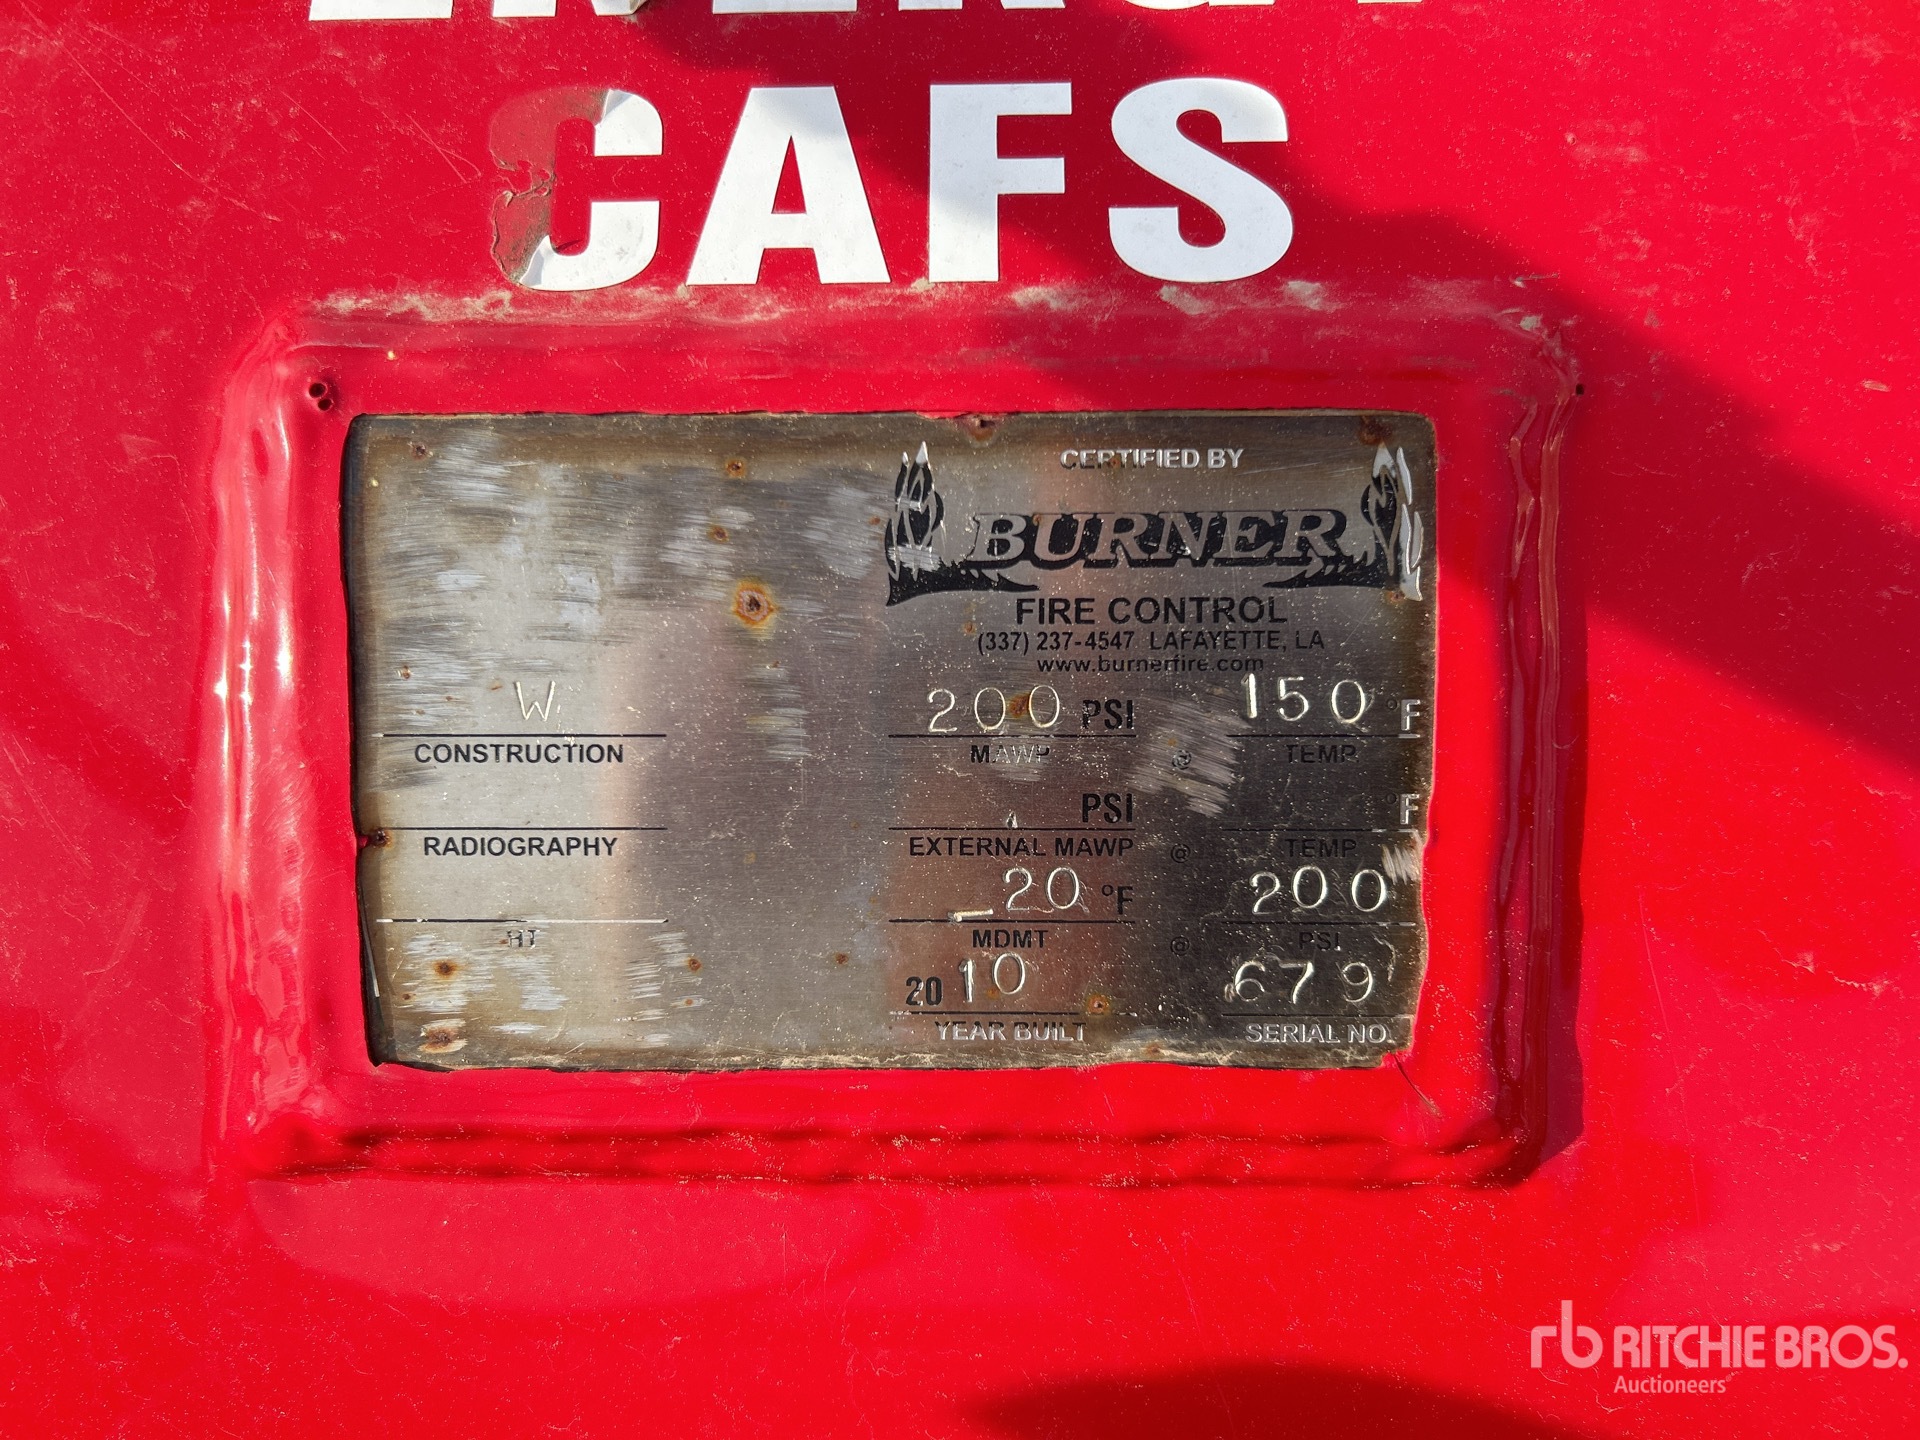 ENERGY
CAFS
CERTIFIED BY
BURNER
FIRE CONTROL
(337) 237-4547 LAFAYETTE, LA
www.burnerfire.com
W 200 PSI 150 °F
CONSTRUCTION MAWP @ TEMP
PSI °F
RADIOGRAPHY EXTERNAL MAWP @ TEMP
-20 °F 200
HT MDMT @ PSI
2010 679
YEAR BUILT SERIAL NO.
rb RITCHIE BROS.
Auctioneers